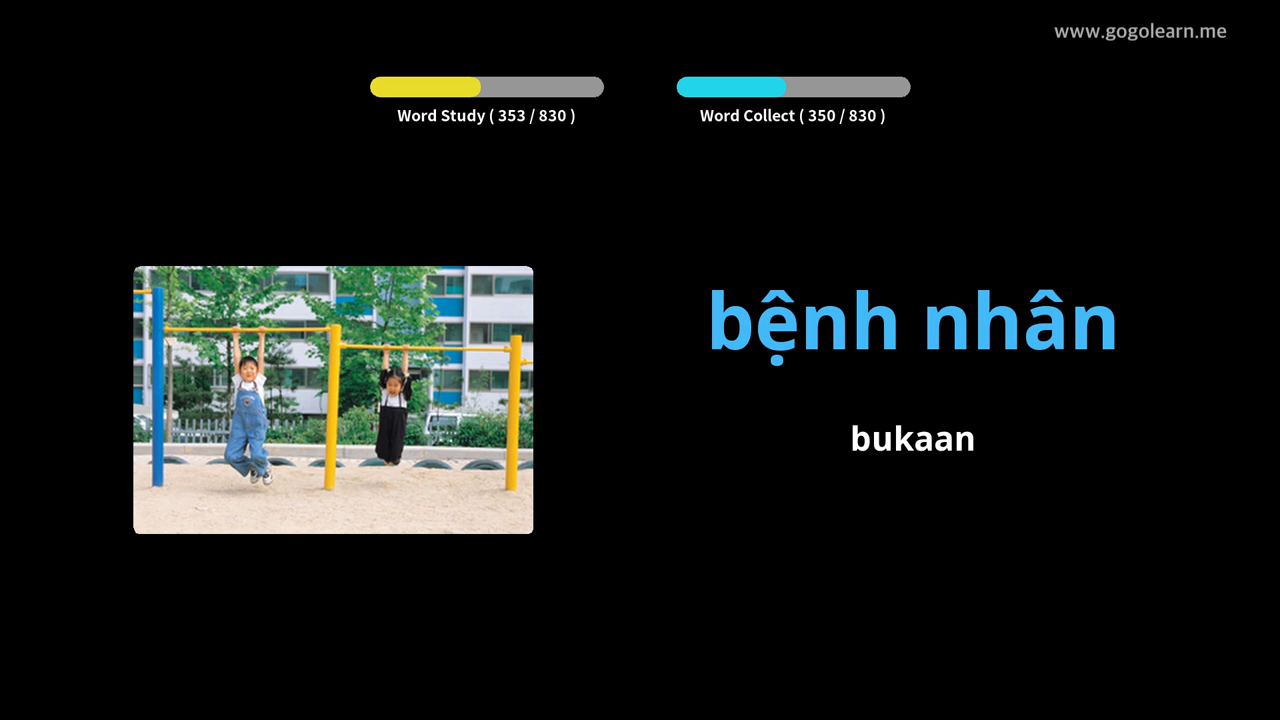 www.gogolearn.me
Word Study ( 353 / 830 )
Word Collect ( 350 / 830 )
bệnh nhân
bukaan